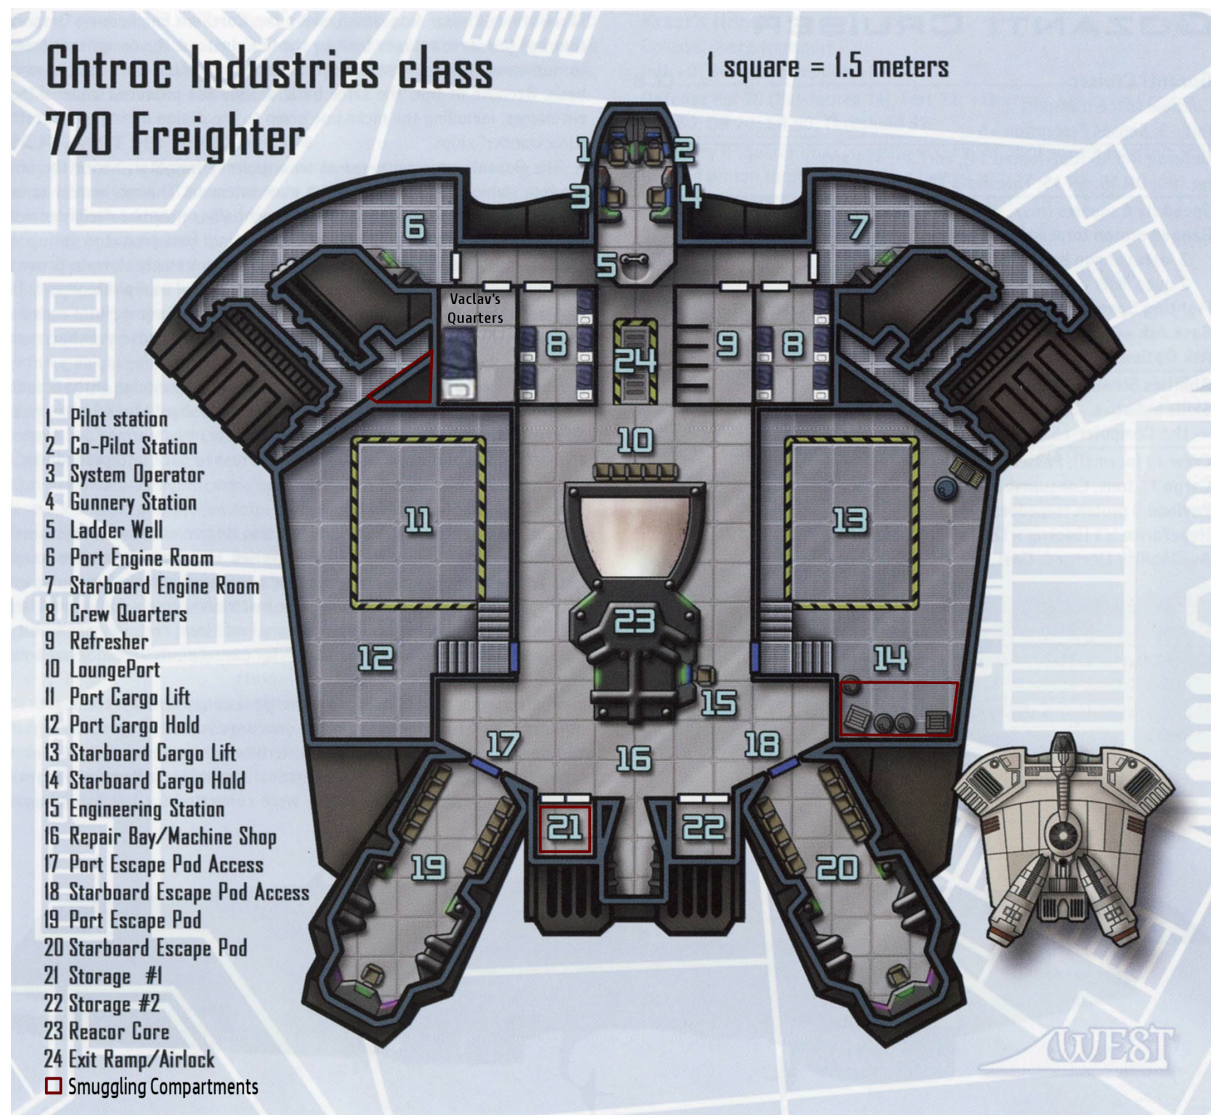 Ghtroc Industries class
720 Freighter
1 square = 1.5 meters
1
2
3
4
5
6
7
Vaclav's
Quarters
8
24
9
8
10
11
13
23
12
14
15
16
17
18
21
22
19
20
1 Pilot station
2 Co-Pilot Station
3 System Operator
4 Gunnery Station
5 Ladder Well
6 Port Engine Room
7 Starboard Engine Room
8 Crew Quarters
9 Refresher
10 LoungePort
11 Port Cargo Lift
12 Port Cargo Hold
13 Starboard Cargo Lift
14 Starboard Cargo Hold
15 Engineering Station
16 Repair Bay/Machine Shop
17 Port Escape Pod Access
18 Starboard Escape Pod Access
19 Port Escape Pod
20 Starboard Escape Pod
21 Storage #1
22 Storage #2
23 Reacor Core
24 Exit Ramp/Airlock
Smuggling Compartments
WEST